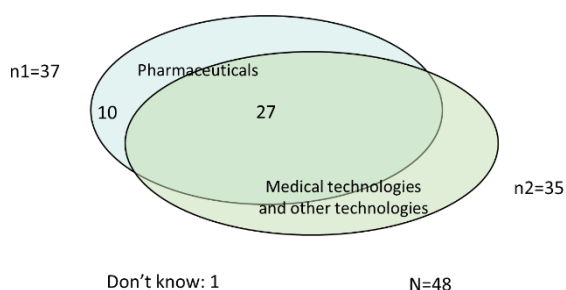 n1=37
Pharmaceuticals
10
27
Medical technologies
and other technologies
n2=35
Don't know: 1
N=48